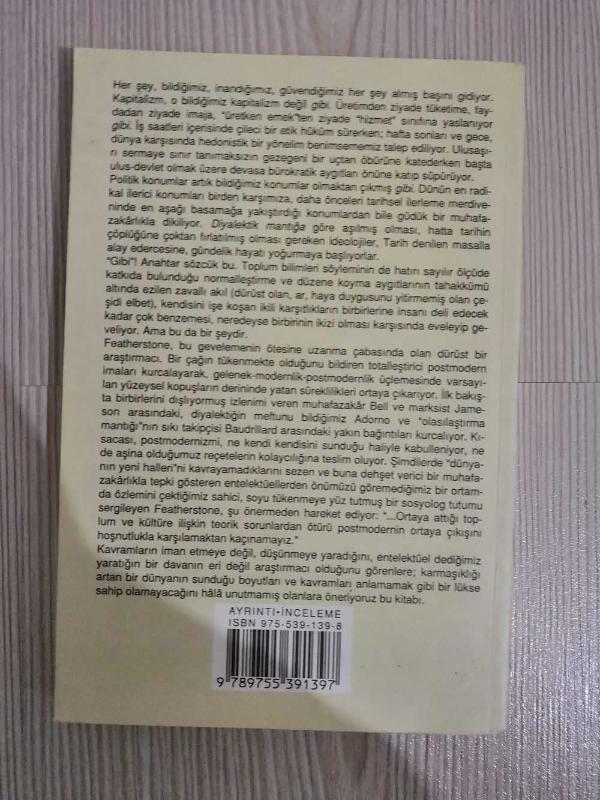 Her şey, bildiğimiz, inandığımız, güvendiğimiz her şey almış başını gidiyor.
Kapitalizm, o bildiğimiz kapitalizm değil gibi. Üretimden ziyade tüketime, fay-
dadan ziyade imaja, "üretken emek"ten ziyade "hizmet" sınıfına yaslanıyor
gibi. İş saatleri içerisinde çileci bir etik hüküm sürerken; hafta sonları ve gece,
dünya karşısında hedonistik bir yönelim benimsememiz talep ediliyor. Ulusaşı-
rı sermaye sınır tanımaksızın gezegeni bir uçtan öbürüne katederken başta
ulus-devlet olmak üzere devasa bürokratik aygıtları önüne katıp süpürüyor.
Politik konumlar artık bildiğimiz konumlar olmaktan çıkmış gibi. Dünün en radi-
kal ilerici konumları birden karşımıza, daha önceleri tarihsel ilerleme merdive-
ninde en aşağı basamağa yakıştırdığı konumlardan bile güdük bir muhafa-
zakârlıkla dikiliyor. Diyalektik mantığa göre aşılmış olması, hatta tarihin
çöplüğüne çoktan fırlatılmış olması gereken ideolojiler, Tarih denilen masalla
alay edercesine, gündelik hayatı yoğurmaya başlıyorlar.
"Gibi"! Anahtar sözcük bu. Toplum bilimleri söyleminin de hatırı sayılır ölçüde
katkıda bulunduğu normalleştirme ve düzene koyma aygıtlarının tahakkümü
altında ezilen zavallı akıl (dürüst olan, ar, haya duygusunu yitirmemiş olan çe-
şidi elbet), kendisini işe koşan ikili karşıtlıkların birbirlerine insanı deli edecek
kadar çok benzemesi, neredeyse birbirinin ikizi olması karşısında eveleyip ge-
veliyor. Ama bu da bir şeydir.
Featherstone, bu gevelemenin ötesine uzanma çabasında olan dürüst bir
araştırmacı. Bir çağın tükenmekte olduğunu bildiren totalleştirici postmodern
imaları kurcalayarak, gelenek-modernlik-postmodernlik üçlemesinde varsayı-
lan yüzeysel kopuşların derininde yatan süreklilikleri ortaya çıkarıyor. İlk bakış-
ta birbirlerini dışlıyormuş izlenimi veren muhafazakâr Bell ve marksist Jame-
son arasındaki, diyalektiğin meftunu bildiğimiz Adorno ve "olasılaştırma
mantığı"nın sıkı takipçisi Baudrillard arasındaki yakın bağıntıları kurcalıyor. Kı-
sacası, postmodernizmi, ne kendi kendisini sunduğu haliyle kabulleniyor, ne
de aşina olduğumuz reçetelerin kolaycılığına teslim oluyor. Şimdilerde "dünya-
nın yeni halleri"ni kavrayamadıklarını sezen ve buna dehşet verici bir muhafa-
zakârlıkla tepki gösteren entelektüellerden önümüzü göremediğimiz bir ortam-
da özlemini çektiğimiz sahici, soyu tükenmeye yüz tutmuş bir sosyolog tutumu
sergileyen Featherstone, şu önermeden hareket ediyor: "...Ortaya attığı top-
lum ve kültüre ilişkin teorik sorunlardan ötürü postmodernin ortaya çıkışını
hoşnutlukla karşılamaktan kaçınamayız."
Kavramların iman etmeye değil, düşünmeye yaradığını, entelektüel dediğimiz
yaratığın bir davanın eri değil araştırmacı olduğunu görenlere; karmaşıklığı
artan bir dünyanın sunduğu boyutları ve kavramları anlamamak gibi bir lükse
sahip olamayacağını hâlâ unutmamış olanlara öneriyoruz bu kitabı.
AYRINTI•İNCELEME
ISBN 975-539-139-8
9 789755 391397